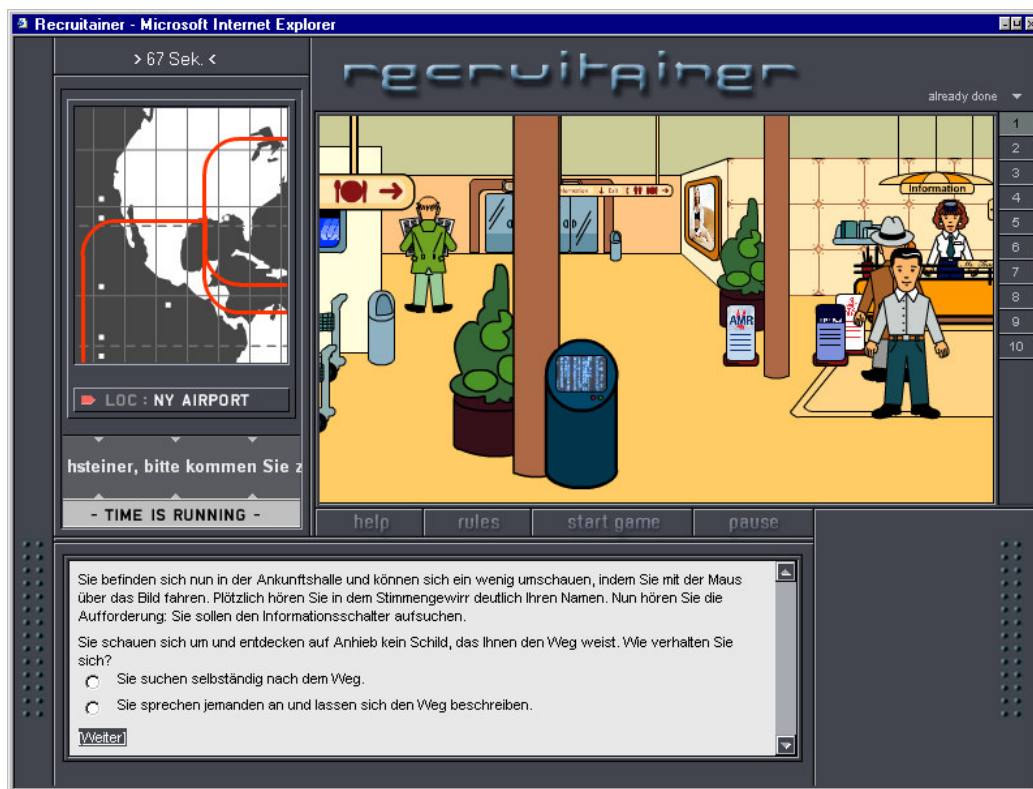 Recruitainer - Microsoft Internet Explorer
> 67 Sek. <
recruitainer
already done
1
2
3
4
5
6
7
8
9
10
Information
Information ↓ Exit
AMR
LOC : NY AIRPORT
hsteiner, bitte kommen Sie z
- TIME IS RUNNING -
help rules start game pause
Sie befinden sich nun in der Ankunftshalle und können sich ein wenig umschauen, indem Sie mit der Maus
über das Bild fahren. Plötzlich hören Sie in dem Stimmengewirr deutlich Ihren Namen. Nun hören Sie die
Aufforderung: Sie sollen den Informationsschalter aufsuchen.
Sie schauen sich um und entdecken auf Anhieb kein Schild, das Ihnen den Weg weist. Wie verhalten Sie
sich?
Sie suchen selbständig nach dem Weg.
Sie sprechen jemanden an und lassen sich den Weg beschreiben.
[Weiter]